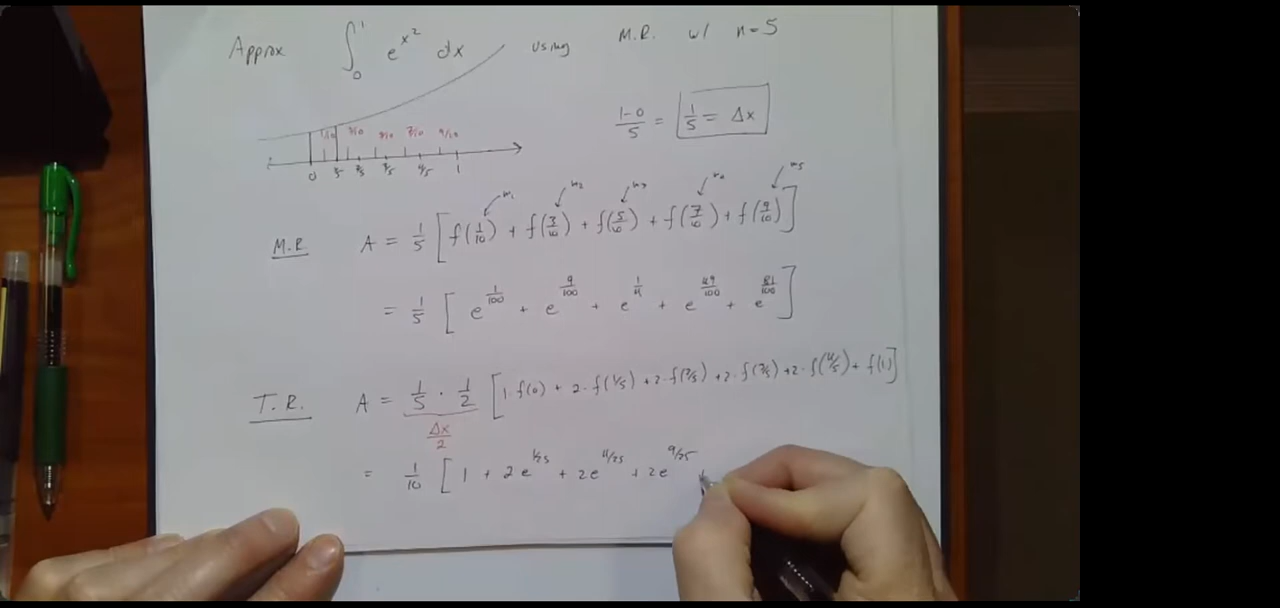 Approx ∫₀¹ e^(x²) dx using M.R. w/ n=5
(1-0)/5 = 1/5 = Δx
1/10 3/10 5/10 7/10 9/10
0 1/5 2/5 3/5 4/5 1
m₁ m₂ m₃ m₄ m₅
M.R. A = 1/5 [f(1/10) + f(3/10) + f(5/10) + f(7/10) + f(9/10)]
= 1/5 [e^(1/100) + e^(9/100) + e^(1/4) + e^(49/100) + e^(81/100)]
T.R. A = 1/5 · 1/2 [1·f(0) + 2·f(1/5) + 2·f(2/5) + 2·f(3/5) + 2·f(4/5) + f(1)]
Δx/2
= 1/10 [1 + 2e^(1/25) + 2e^(4/25) + 2e^(9/25) +